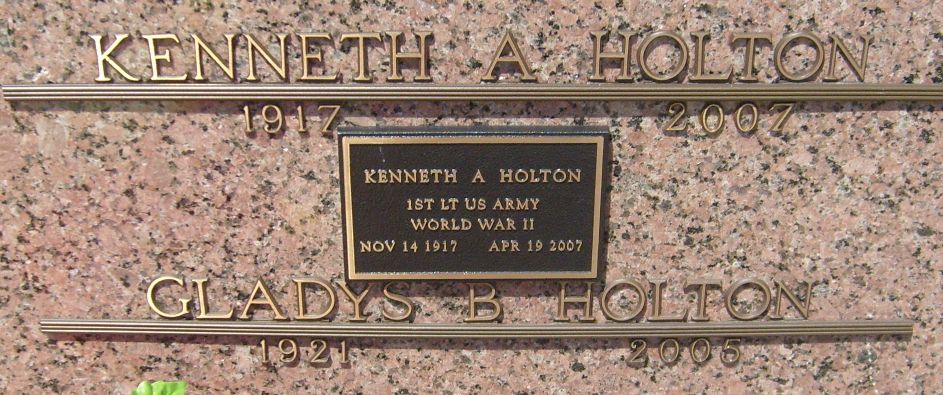 KENNETH A HOLTON
1917 2007
KENNETH A HOLTON
1ST LT US ARMY
WORLD WAR II
NOV 14 1917 APR 19 2007
GLADYS B HOLTON
1921 2005